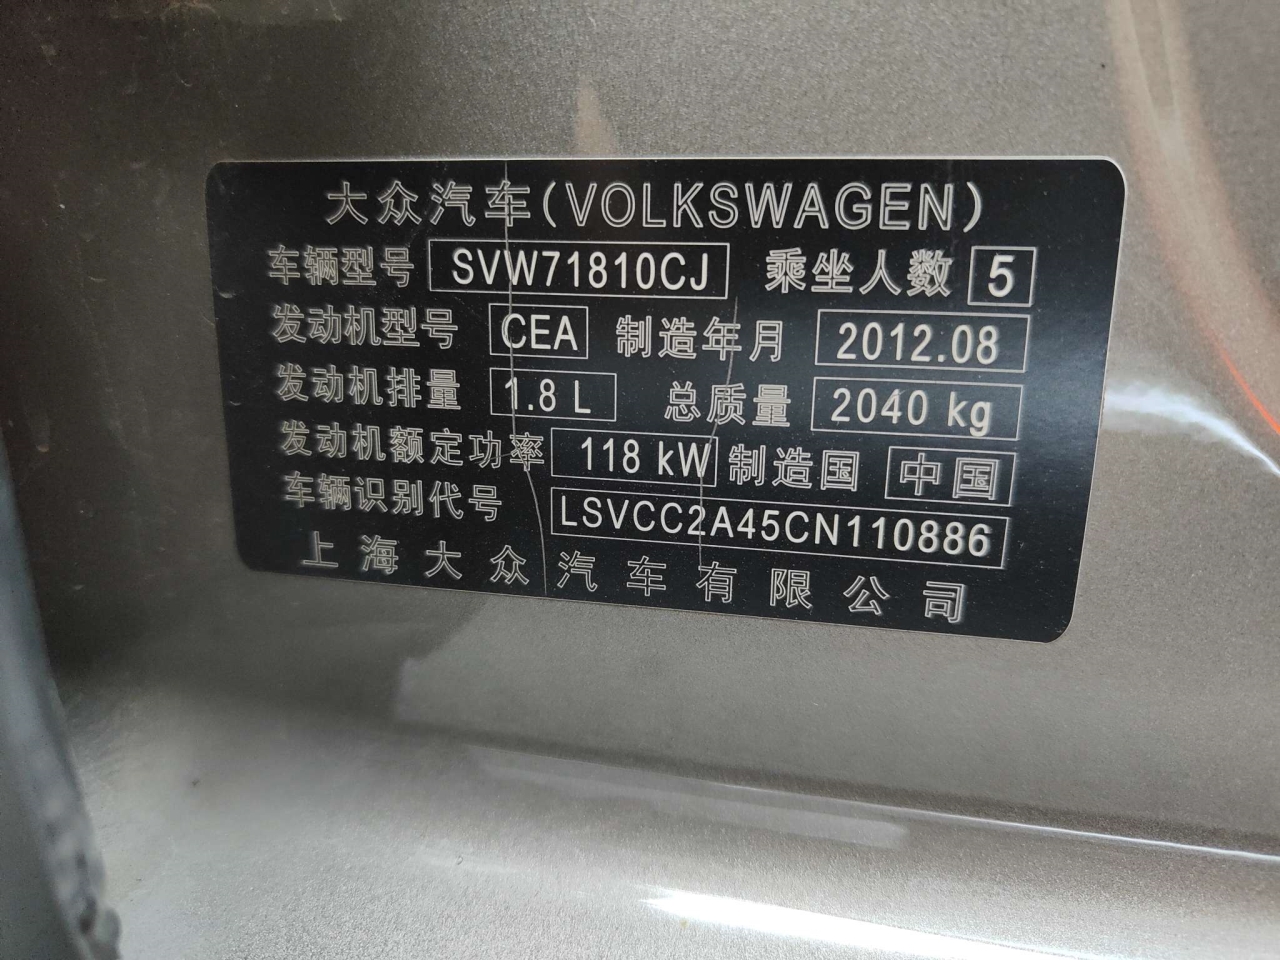 大众汽车(VOLKSWAGEN)
车辆型号 SVW71810CJ 乘坐人数 5
发动机型号 CEA 制造年月 2012.08
发动机排量 1.8 L 总质量 2040 kg
发动机额定功率 118 kW 制造国 中国
车辆识别代号 LSVCC2A45CN110886
上海大众汽车有限公司